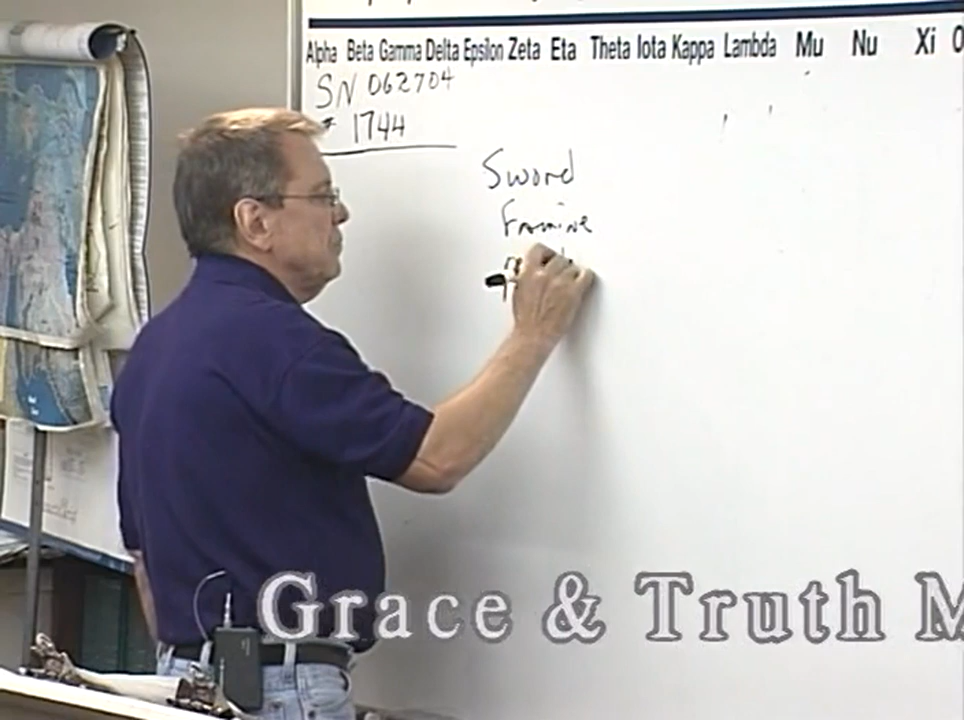 Alpha Beta Gamma Delta Epsilon Zeta Eta Theta Iota Kappa Lambda Mu Nu Xi
SN 062704
# 1744
Sword
Famine
Grace & Truth M